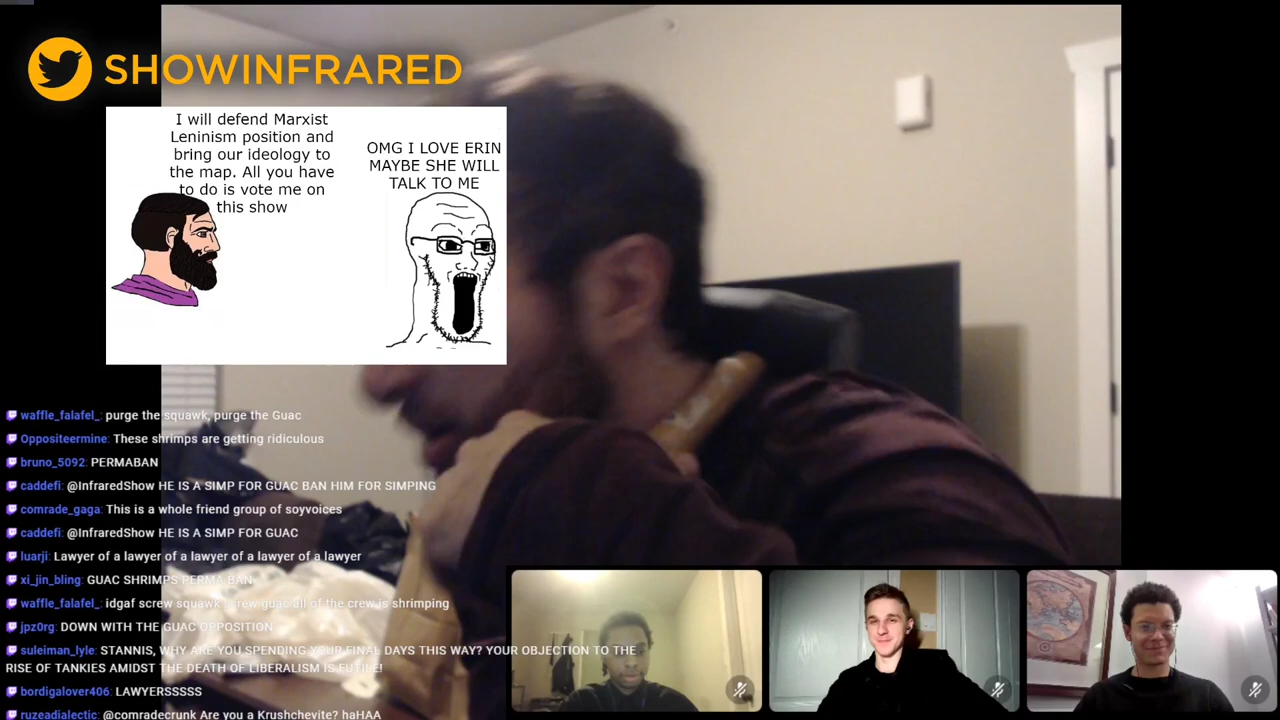 SHOWINFRARED
I will defend Marxist
Leninism position and
bring our ideology to
the map. All you have
to do is vote me on
this show
OMG I LOVE ERIN
MAYBE SHE WILL
TALK TO ME
waffle_falafel_: purge the squawk, purge the Guac
Oppositeermine: These shrimps are getting ridiculous
bruno_5092: PERMABAN
caddefi: @InfraredShow HE IS A SIMP FOR GUAC BAN HIM FOR SIMPING
comrade_gaga: This is a whole friend group of soyvoices
caddefi: @InfraredShow HE IS A SIMP FOR GUAC
luarji: Lawyer of a lawyer of a lawyer of a lawyer of a lawyer
xi_jin_bling: GUAC SHRIMPS PERMA BAN
waffle_falafel_: idgaf screw squawk screw guac all of the crew is shrimping
jpz0rg: DOWN WITH THE GUAC OPPOSITION
suleiman_lyle: STANNIS, WHY ARE YOU SPENDING YOUR FINAL DAYS THIS WAY? YOUR OBJECTION TO THE
RISE OF TANKIES AMIDST THE DEATH OF LIBERALISM IS FUTILE!
bordigalover406: LAWYERSSSSS
ruzeadialectic: @comradecrunk Are you a Krushchevite? haHAA